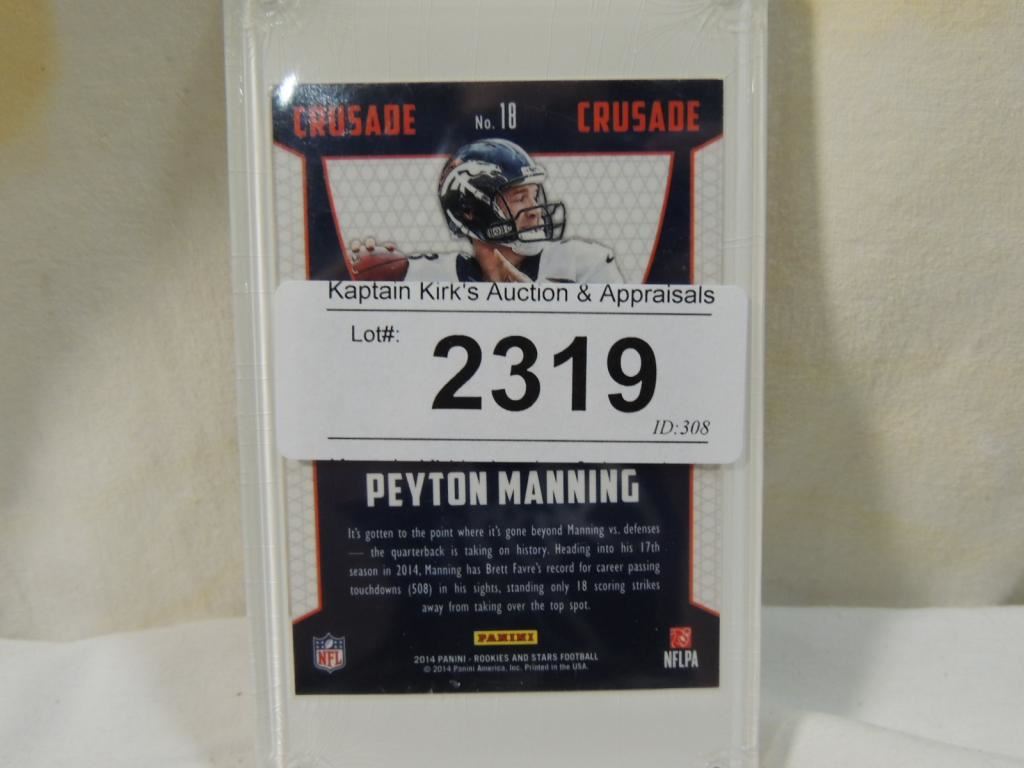 CRUSADE No. 18 CRUSADE
Kaptain Kirk's Auction & Appraisals
Lot#:
2319
ID:308
PEYTON MANNING
It's gotten to the point where it's gone beyond Manning vs. defenses
— the quarterback is taking on history. Heading into his 17th
season in 2014, Manning has Brett Favre's record for career passing
touchdowns (508) in his sights, standing only 18 scoring strikes
away from taking over the top spot.
PANINI
NFL
2014 PANINI - ROOKIES AND STARS FOOTBALL
© 2014 Panini America, Inc. Printed in the USA.
NFLPA